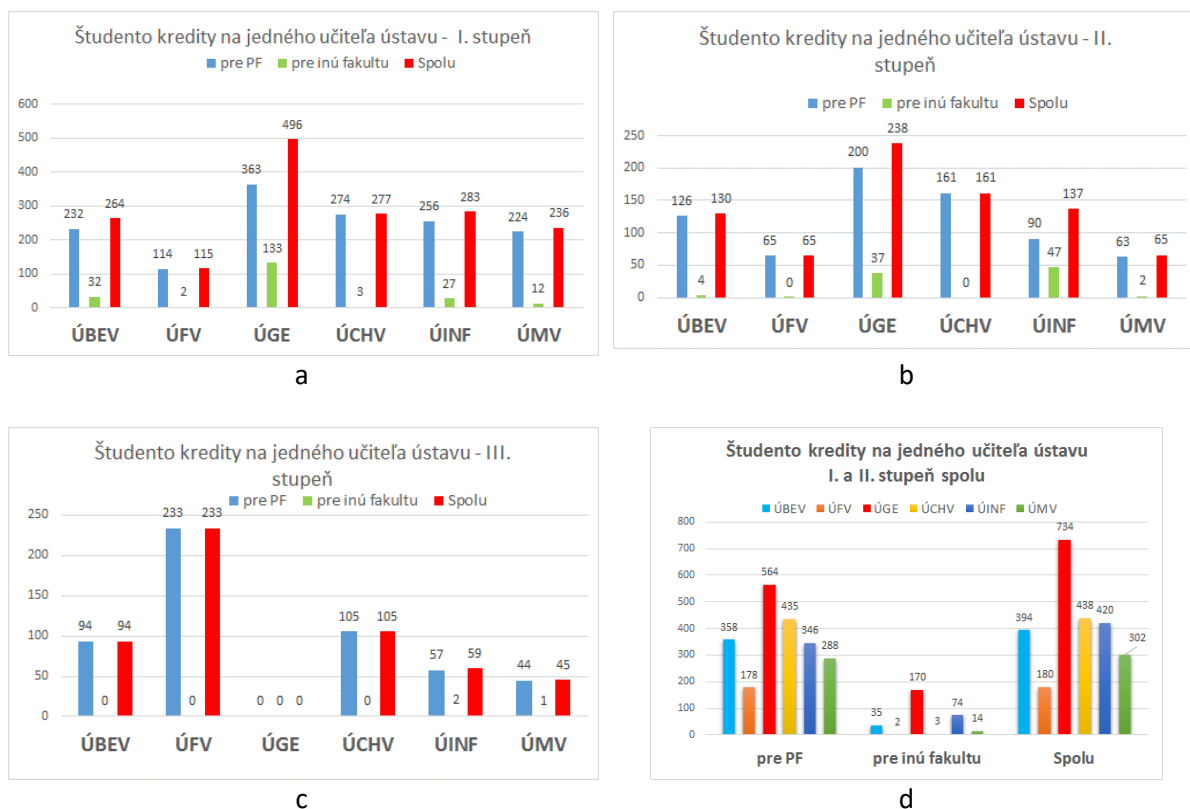 Študento kredity na jedného učiteľa ústavu - I. stupeň
pre PF pre inú fakultu Spolu
600
500
400
300
200
100
0
232 32 264
114 2 115
363 133 496
274 3 277
256 27 283
224 12 236
ÚBEV ÚFV ÚGE ÚCHV ÚINF ÚMV
a
Študento kredity na jedného učiteľa ústavu - II.
stupeň
pre PF pre inú fakultu Spolu
250
200
150
100
50
0
126 4 130
65 0 65
200 37 238
161 0 161
90 47 137
63 2 65
ÚBEV ÚFV ÚGE ÚCHV ÚINF ÚMV
b
Študento kredity na jedného učiteľa ústavu - III.
stupeň
pre PF pre inú fakultu Spolu
250
200
150
100
50
0
94 0 94
233 0 233
0 0 0
105 0 105
57 2 59
44 1 45
ÚBEV ÚFV ÚGE ÚCHV ÚINF ÚMV
c
Študento kredity na jedného učiteľa ústavu
I. a II. stupeň spolu
ÚBEV ÚFV ÚGE ÚCHV ÚINF ÚMV
800
700
600
500
400
300
200
100
0
358 178 564 435 346 288
35 2 170 3 74 14
394 180 734 438 420 302
pre PF pre inú fakultu Spolu
d